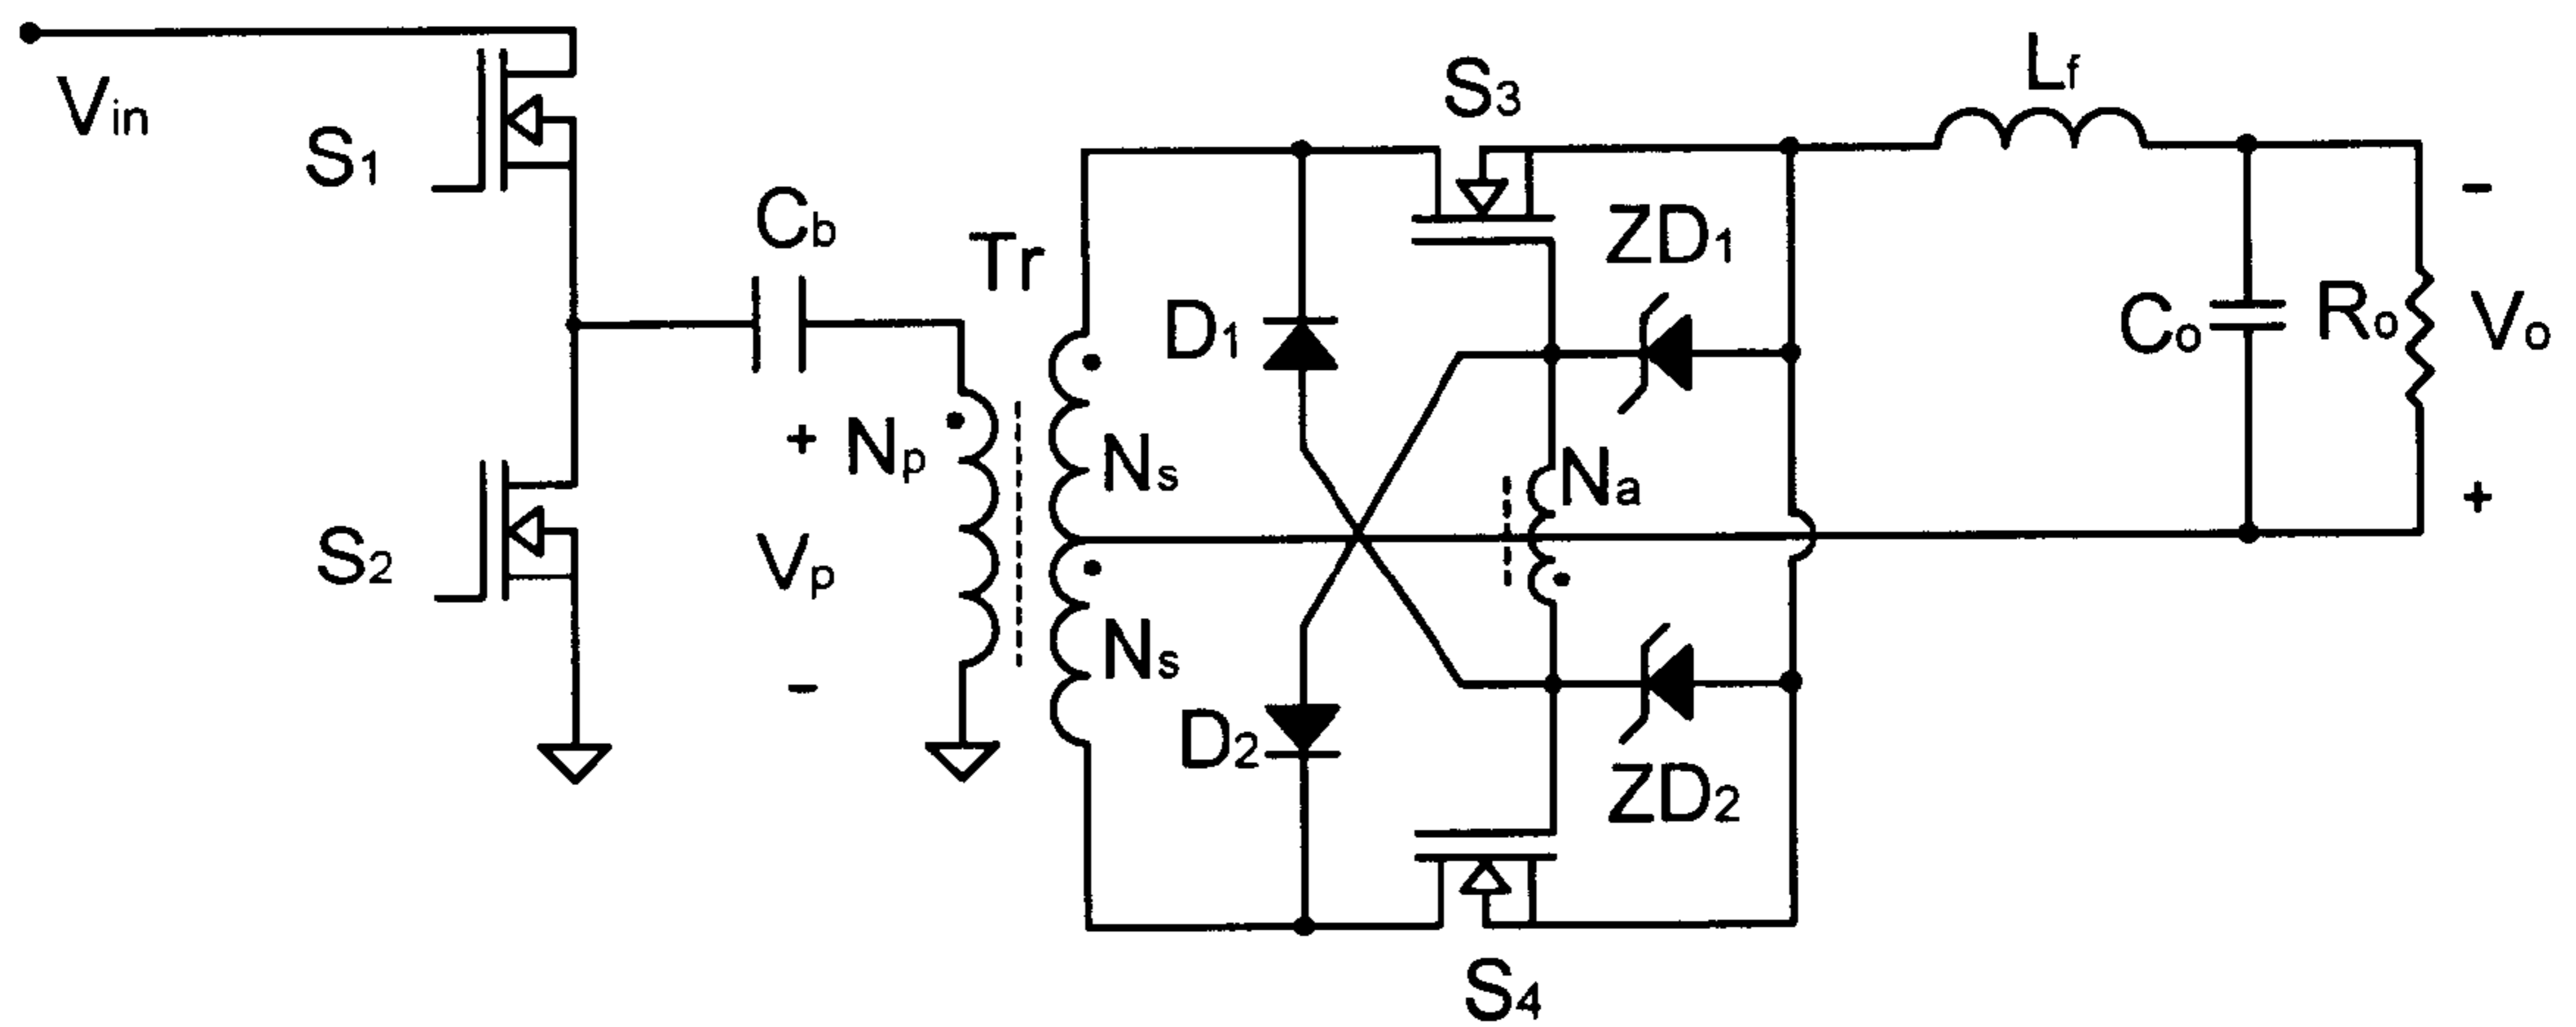 Vin
S1
S2
Cb
+
Vp
-
Np
Tr
Ns
Ns
D1
D2
S3
ZD1
Na
ZD2
S4
Lf
Co
Ro
-
Vo
+